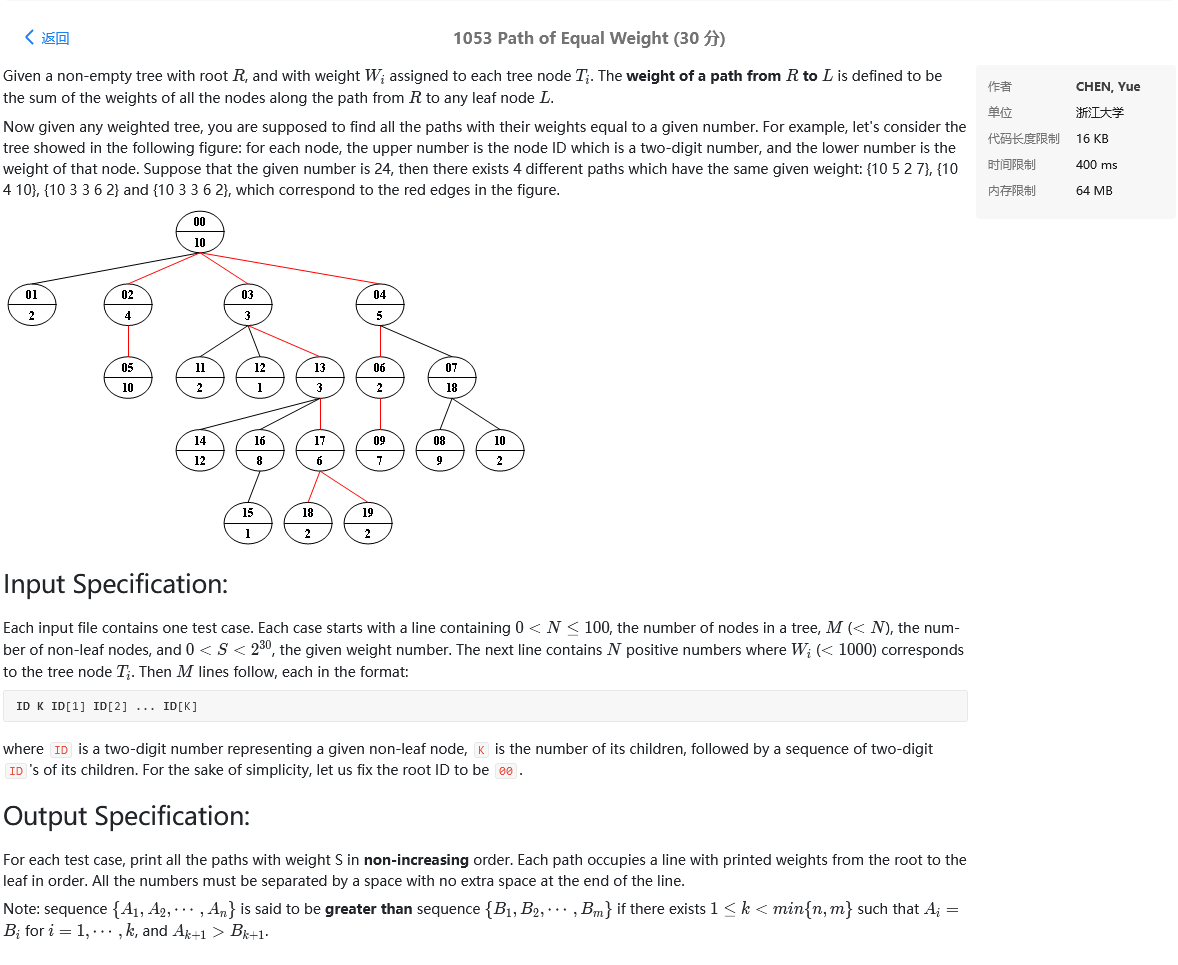 返回
1053 Path of Equal Weight (30 分)
Given a non-empty tree with root R, and with weight Wi assigned to each tree node Ti. The weight of a path from R to L is defined to be
the sum of the weights of all the nodes along the path from R to any leaf node L.
Now given any weighted tree, you are supposed to find all the paths with their weights equal to a given number. For example, let's consider the
tree showed in the following figure: for each node, the upper number is the node ID which is a two-digit number, and the lower number is the
weight of that node. Suppose that the given number is 24, then there exists 4 different paths which have the same given weight: {10 5 2 7}, {10
4 10}, {10 3 3 6 2} and {10 3 3 6 2}, which correspond to the red edges in the figure.
作者 CHEN, Yue
单位 浙江大学
代码长度限制 16 KB
时间限制 400 ms
内存限制 64 MB
00
10
01 02 03 04
2 4 3 5
05 11 12 13 06 07
10 2 1 3 2 18
14 16 17 09 08 10
12 8 6 7 9 2
15 18 19
1 2 2
Input Specification:
Each input file contains one test case. Each case starts with a line containing 0 < N ≤ 100, the number of nodes in a tree, M (< N), the num-
ber of non-leaf nodes, and 0 < S < 2^30, the given weight number. The next line contains N positive numbers where Wi (< 1000) corresponds
to the tree node Ti. Then M lines follow, each in the format:
ID K ID[1] ID[2] ... ID[K]
where ID is a two-digit number representing a given non-leaf node, K is the number of its children, followed by a sequence of two-digit
ID 's of its children. For the sake of simplicity, let us fix the root ID to be 00 .
Output Specification:
For each test case, print all the paths with weight S in non-increasing order. Each path occupies a line with printed weights from the root to the
leaf in order. All the numbers must be separated by a space with no extra space at the end of the line.
Note: sequence {A1, A2, ⋯ , An} is said to be greater than sequence {B1, B2, ⋯ , Bm} if there exists 1 ≤ k < min{n, m} such that Ai =
Bi for i = 1, ⋯ , k, and Ak+1 > Bk+1.